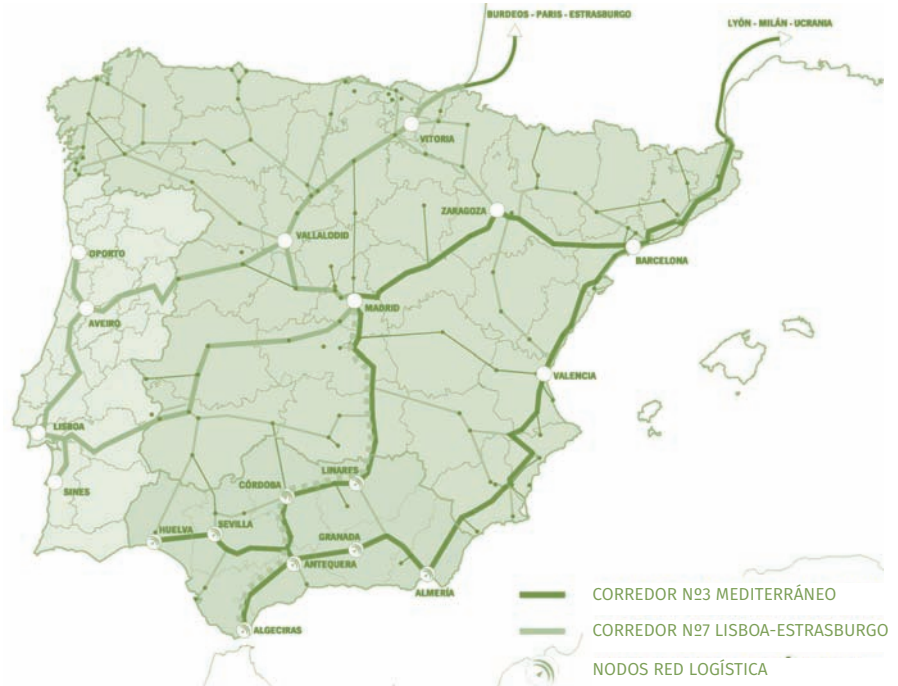 BURDEOS - PARIS - ESTRASBURGO
LYÓN - MILÁN - UCRANIA
VITORIA
ZARAGOZA
VALLALODID
OPORTO
BARCELONA
MADRID
AVEIRO
VALENCIA
LISBOA
LINARES
CÓRDOBA
SINES
SEVILLA
HUELVA
GRANADA
ANTEQUERA
ALMERÍA
ALGECIRAS
CORREDOR Nº3 MEDITERRÁNEO
CORREDOR Nº7 LISBOA-ESTRASBURGO
NODOS RED LOGÍSTICA